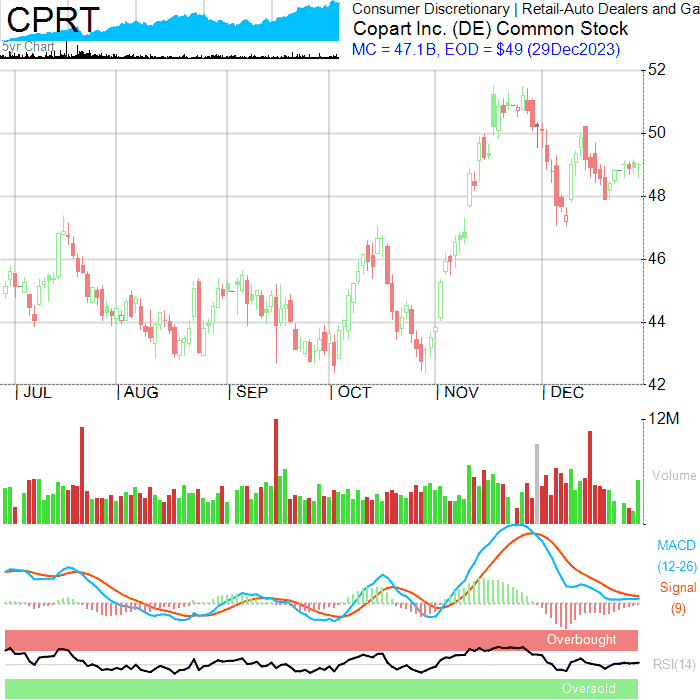 CPRT
5yr Chart
Consumer Discretionary | Retail-Auto Dealers and Ga
Copart Inc. (DE) Common Stock
MC = 47.1B, EOD = $49 (29Dec2023)
52
50
48
46
44
42
| JUL | AUG | SEP | OCT | NOV | DEC
12M
Volume
MACD
(12-26)
Signal
(9)
Overbought
RSI(14)
Oversold